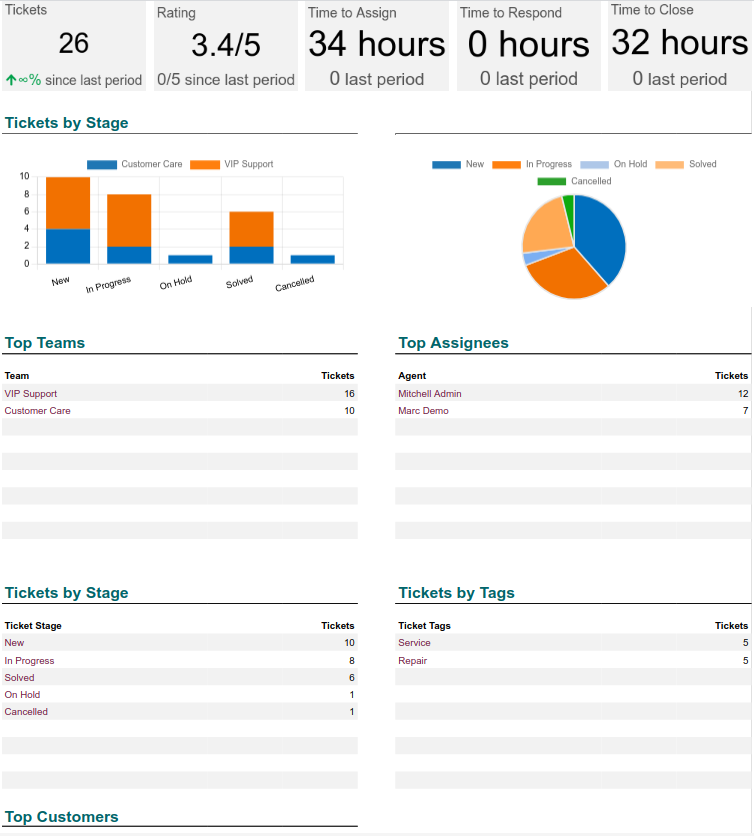 Tickets
26
↑∞% since last period
Rating
3.4/5
0/5 since last period
Time to Assign
34 hours
0 last period
Time to Respond
0 hours
0 last period
Time to Close
32 hours
0 last period
Tickets by Stage
Customer Care VIP Support
10
8
6
4
2
0
New In Progress On Hold Solved Cancelled
New In Progress On Hold Solved
Cancelled
Top Teams
Team Tickets
VIP Support 16
Customer Care 10
Top Assignees
Agent Tickets
Mitchell Admin 12
Marc Demo 7
Tickets by Stage
Ticket Stage Tickets
New 10
In Progress 8
Solved 6
On Hold 1
Cancelled 1
Tickets by Tags
Ticket Tags Tickets
Service 5
Repair 5
Top Customers